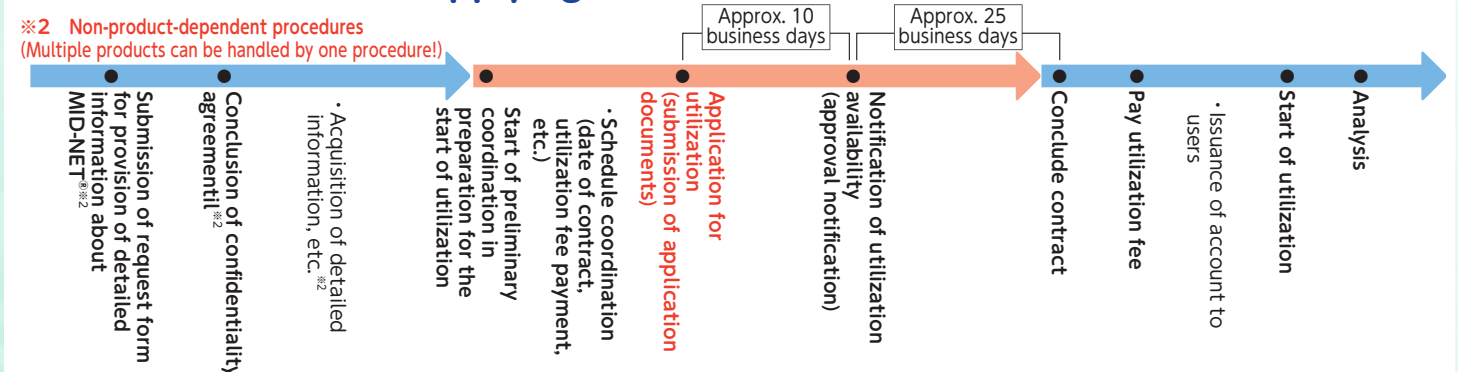 pplying
※2 Non-product-dependent procedures
(Multiple products can be handled by one procedure!)
Approx. 10
business days
Approx. 25
business days
Submission of request form
for provision of detailed
information about
MID-NET®※2
Conclusion of confidentiality
agreementil※2
・Acquisition of detailed
information, etc.※2
Start of preliminary
coordination in
preparation for the
start of utilization
・Schedule coordination
(date of contract,
utilization fee payment,
etc.)
Application for
utilization
(submission of application
documents)
Notification of utilization
availability
(approval notification)
Conclude contract
Pay utilization fee
・Issuance of account to
users
Start of utilization
Analysis